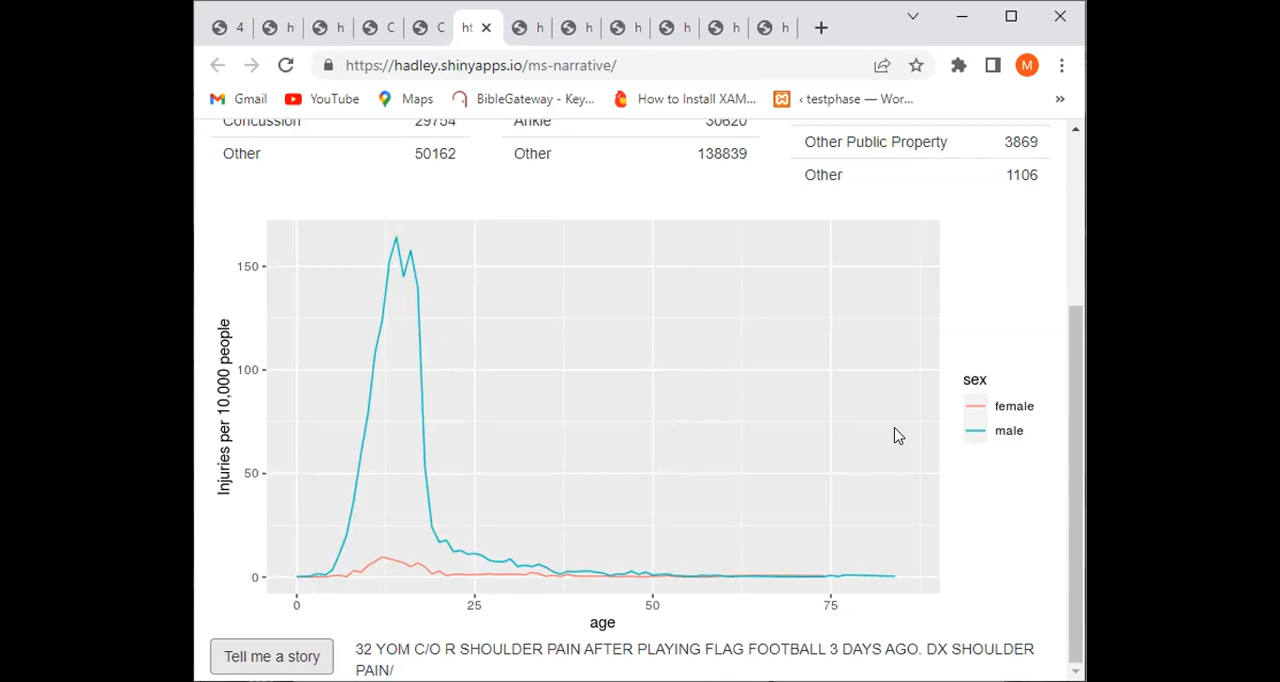 4 h h C C ht h h h h h h
https://hadley.shinyapps.io/ms-narrative/
M
Gmail YouTube Maps BibleGateway - Key... How to Install XAM... ‹ testphase — Wor... »
Concussion 29754 Ankle 30620
Other Public Property 3869
Other 50162 Other 138839
Other 1106
150
100
50
0
Injuries per 10,000 people
0 25 50 75
age
sex
female
male
Tell me a story
32 YOM C/O R SHOULDER PAIN AFTER PLAYING FLAG FOOTBALL 3 DAYS AGO. DX SHOULDER
PAIN/